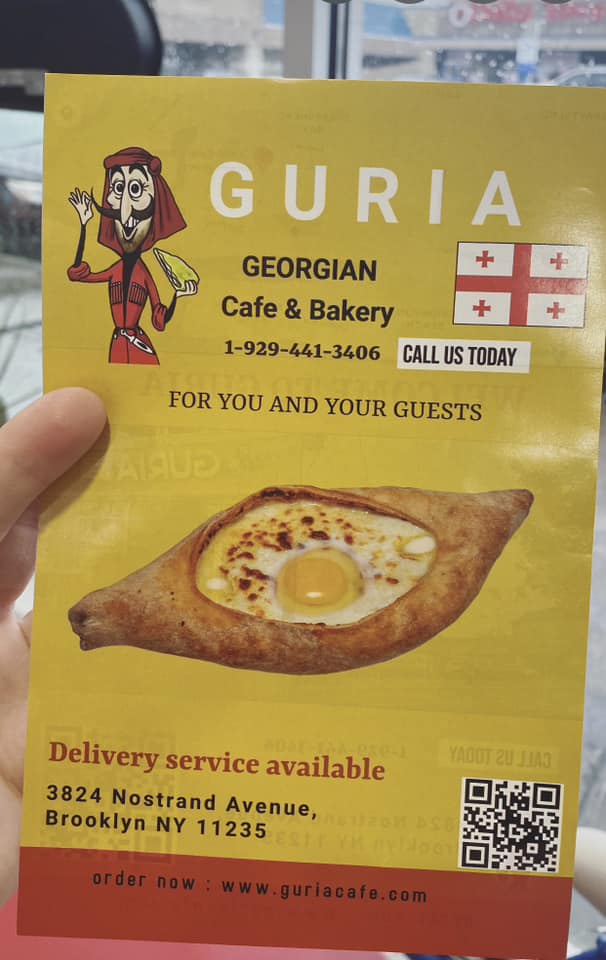 GURIA
GEORGIAN
Cafe & Bakery
1-929-441-3406 CALL US TODAY
FOR YOU AND YOUR GUESTS
Delivery service available
3824 Nostrand Avenue,
Brooklyn NY 11235
order now : www.guriacafe.com